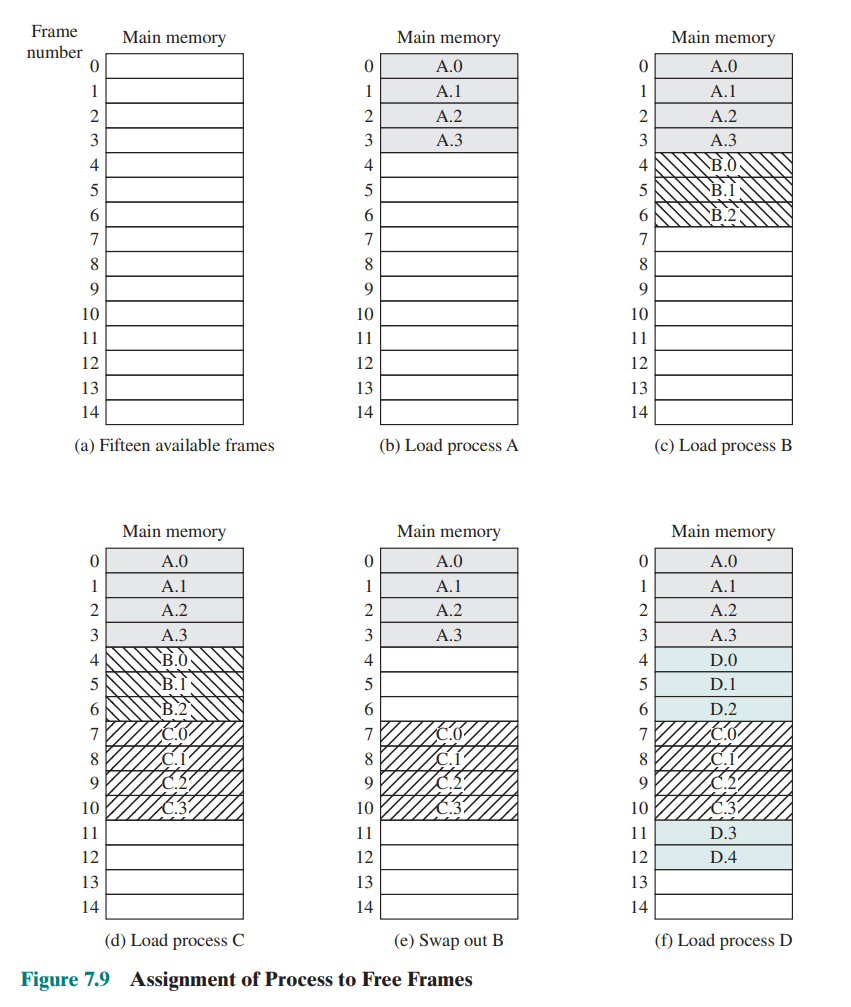 Frame
number
Main memory
Main memory
Main memory
0
0 A.0
0 A.0
1
1 A.1
1 A.1
2
2 A.2
2 A.2
3
3 A.3
3 A.3
4
4
4 B.0
5
5
5 B.1
6
6
6 B.2
7
7
7
8
8
8
9
9
9
10
10
10
11
11
11
12
12
12
13
13
13
14
14
14
(a) Fifteen available frames
(b) Load process A
(c) Load process B
Main memory
Main memory
Main memory
0 A.0
0 A.0
0 A.0
1 A.1
1 A.1
1 A.1
2 A.2
2 A.2
2 A.2
3 A.3
3 A.3
3 A.3
4 B.0
4
4 D.0
5 B.1
5
5 D.1
6 B.2
6
6 D.2
7 C.0
7 C.0
7 C.0
8 C.1
8 C.1
8 C.1
9 C.2
9 C.2
9 C.2
10 C.3
10 C.3
10 C.3
11
11
11 D.3
12
12
12 D.4
13
13
13
14
14
14
(d) Load process C
(e) Swap out B
(f) Load process D
Figure 7.9 Assignment of Process to Free Frames